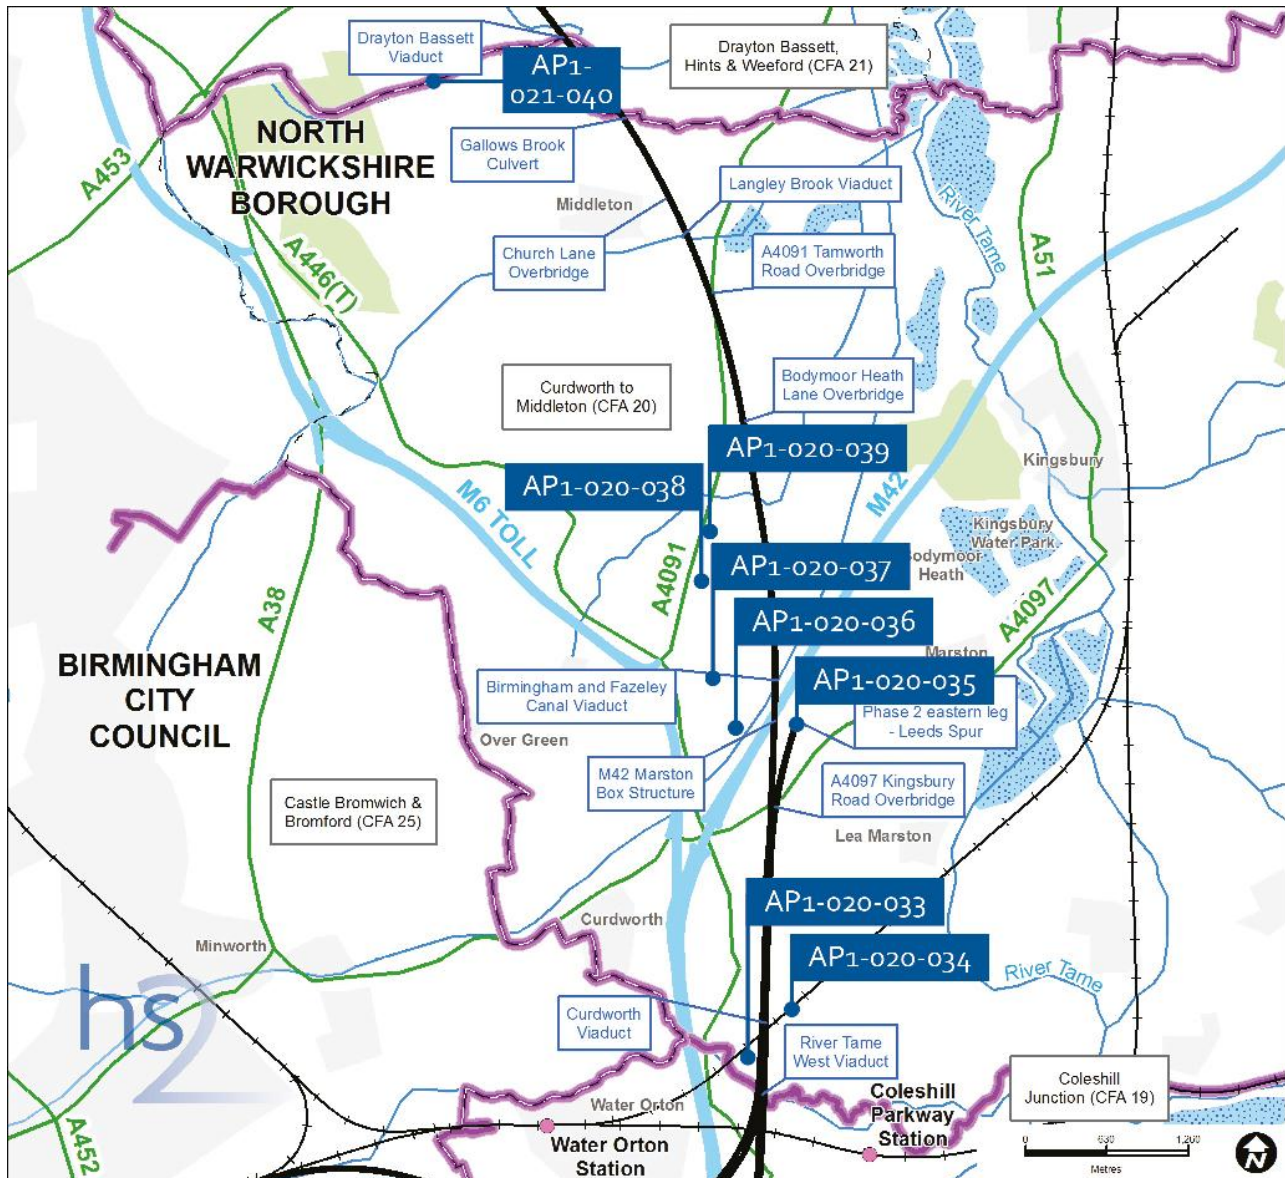 Drayton Bassett
Viaduct
AP1-
021-040
Drayton Bassett,
Hints & Weeford (CFA 21)
5
NORTH
WARWICKSHIRE
BOROUGH
A453
A446(T)
Gallows Brook
Culvert
Middleton
Langley Brook Viaduct
River Tame
A51
Church Lane
Overbridge
A4091 Tamworth
Road Overbridge
Curdworth to
Middleton (CFA 20)
Bodymoor Heath
Lane Overbridge
AP1-020-039
AP1-020-038
M42
Kingsbury
M6 TOLL
Kingsbury
Water Park
A4091
AP1-020-037
Bodymoor
Heath
A38
A4097
AP1-020-036
Marston
BIRMINGHAM
CITY
COUNCIL
Birmingham and Fazeley
Canal Viaduct
AP1-020-035
Phase 2 eastern leg
- Leeds Spur
Over Green
M42 Marston
Box Structure
A4097 Kingsbury
Road Overbridge
Castle Bromwich &
Bromford (CFA 25)
Lea Marston
AP1-020-033
Curdworth
Minworth
AP1-020-034
River Tame
hs2
Curdworth
Viaduct
River Tame
West Viaduct
Coleshill
Junction (CFA 19)
Water Orton
Coleshill
Parkway
Station
A452
Water Orton
Station
0 630 1,260
Metres
N